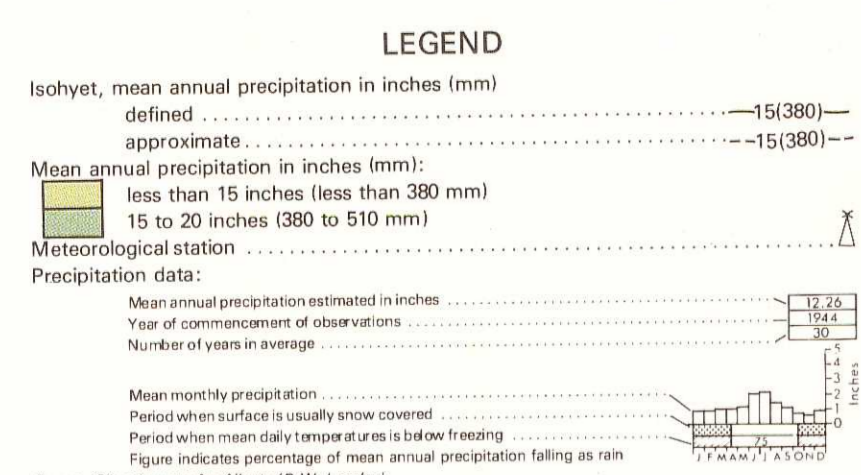 LEGEND
Isohyet, mean annual precipitation in inches (mm)
defined ... 15(380)
approximate ... 15(380)
Mean annual precipitation in inches (mm):
less than 15 inches (less than 380 mm)
15 to 20 inches (380 to 510 mm)
Meteorological station
Precipitation data:
Mean annual precipitation estimated in inches ... 12.26
Year of commencement of observations ... 1944
Number of years in average ... 30
5
4
3
2
1
0
Inches
Mean monthly precipitation
Period when surface is usually snow covered
Period when mean daily temperatures is below freezing ... 75
Figure indicates percentage of mean annual precipitation falling as rain
J F M A M J J A S O N D